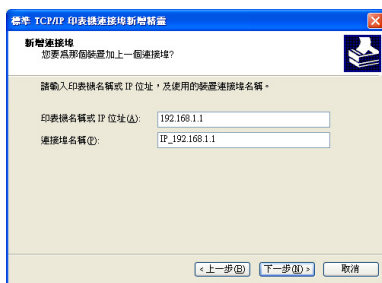 標準 TCP/IP 印表機連接埠新增精靈
新增連接埠
您要為那個裝置加上一個連接埠?
請輸入印表機名稱或 IP 位址，及使用的裝置連接埠名稱。
印表機名稱或 IP 位址(A): 192.168.1.1
連接埠名稱(P): IP_192.168.1.1
<上一步(B) 下一步(N)> 取消